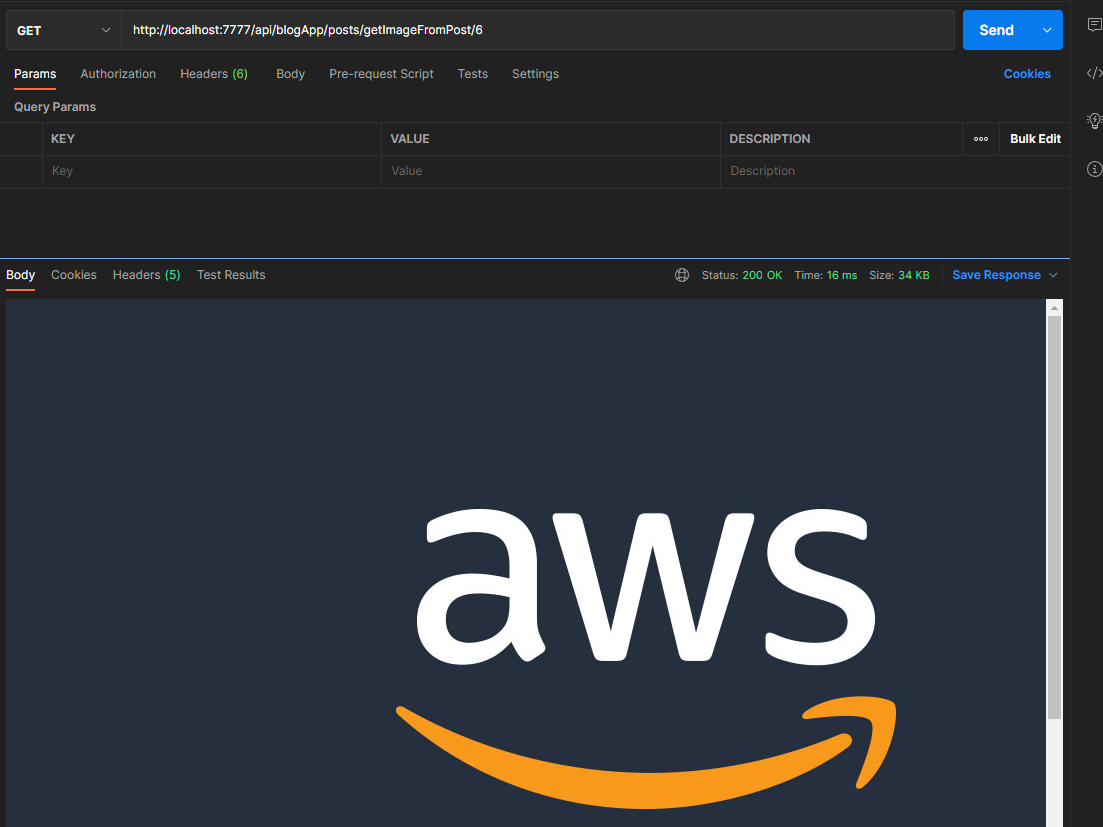 GET http://localhost:7777/api/blogApp/posts/getImageFromPost/6 Send
Params Authorization Headers (6) Body Pre-request Script Tests Settings Cookies
Query Params
KEY VALUE DESCRIPTION ooo Bulk Edit
Key Value Description
Body Cookies Headers (5) Test Results Status: 200 OK Time: 16 ms Size: 34 KB Save Response
aws